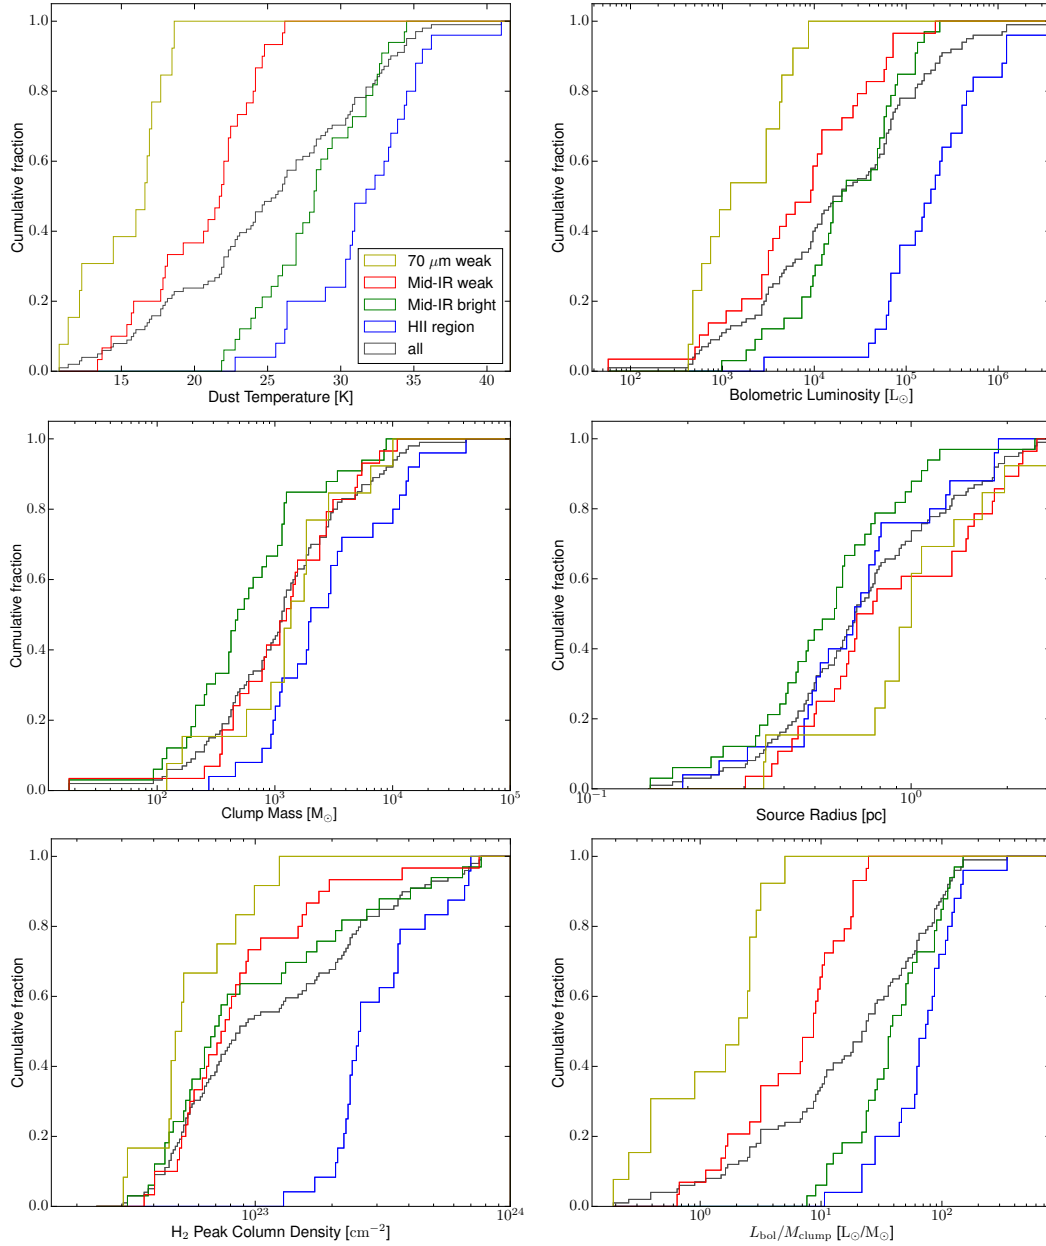 1.0
0.8
0.6
0.4
0.2
0.0
Cumulative fraction
15 20 25 30 35 40
Dust Temperature [K]
70 μm weak
Mid-IR weak
Mid-IR bright
HII region
all
1.0
0.8
0.6
0.4
0.2
0.0
Cumulative fraction
10² 10³ 10⁴ 10⁵ 10⁶
Bolometric Luminosity [L⊙]
1.0
0.8
0.6
0.4
0.2
0.0
Cumulative fraction
10² 10³ 10⁴ 10⁵
Clump Mass [M⊙]
1.0
0.8
0.6
0.4
0.2
0.0
Cumulative fraction
10⁻¹ 10⁰
Source Radius [pc]
1.0
0.8
0.6
0.4
0.2
0.0
Cumulative fraction
10²³ 10²⁴
H₂ Peak Column Density [cm⁻²]
1.0
0.8
0.6
0.4
0.2
0.0
Cumulative fraction
10⁰ 10¹ 10²
L_bol/M_clump [L⊙/M⊙]